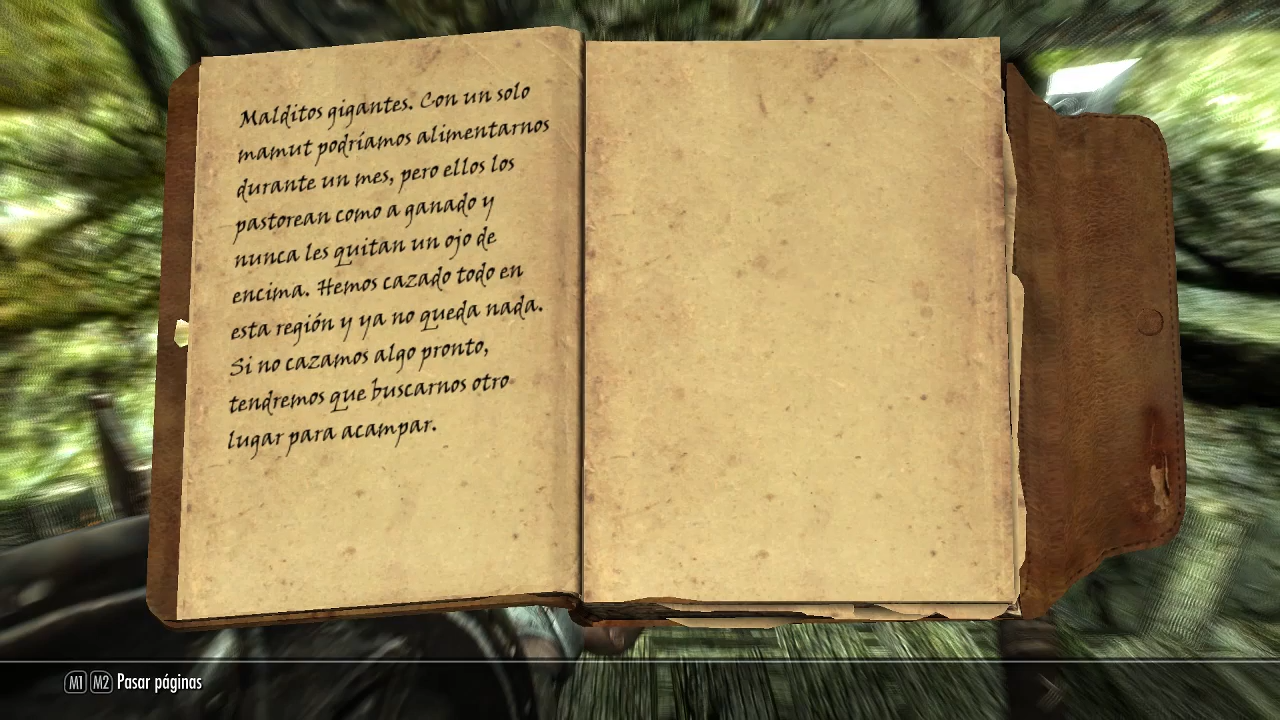 Malditos gigantes. Con un solo
mamut podríamos alimentarnos
durante un mes, pero ellos los
pastorean como a ganado y
nunca les quitan un ojo de
encima. Hemos cazado todo en
esta región y ya no queda nada.
Si no cazamos algo pronto,
tendremos que buscarnos otro
lugar para acampar.
M1 M2 Pasar páginas